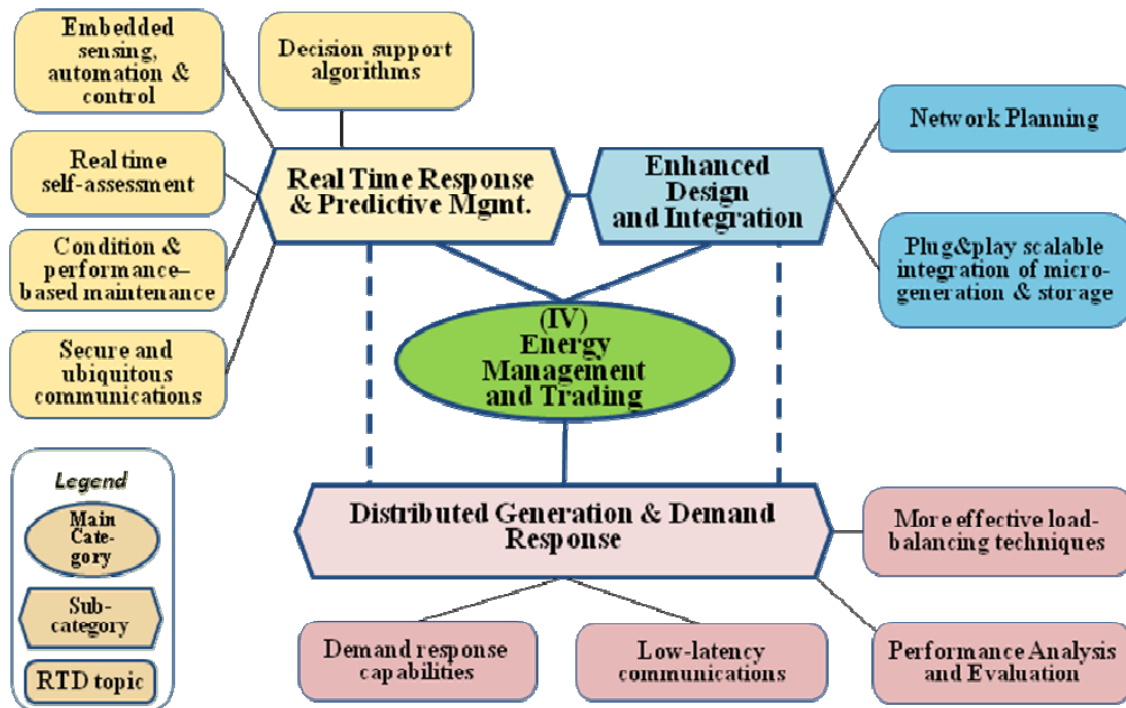 Embedded
sensing,
automation &
control
Decision support
algorithms
Real time
self-assessment
Condition &
performance–
based maintenance
Secure and
ubiquitous
communications
Real Time Response
& Predictive Mgmt.
Enhanced
Design
and Integration
Network Planning
Plug&play scalable
integration of micro-
generation & storage
(IV)
Energy
Management
and Trading
Distributed Generation & Demand
Response
More effective load-
balancing techniques
Demand response
capabilities
Low-latency
communications
Performance Analysis
and Evaluation
Legend
Main
Cate-
gory
Sub-
category
RTD topic